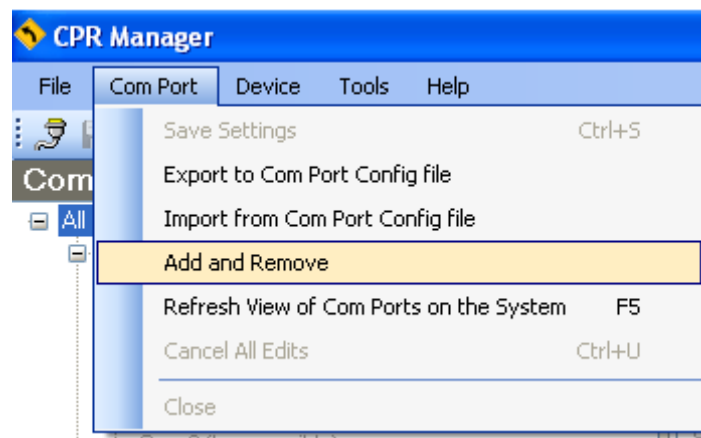 CPR Manager
File Com Port Device Tools Help
Save Settings Ctrl+S
Com
Export to Com Port Config file
All
Import from Com Port Config file
Add and Remove
Refresh View of Com Ports on the System F5
Cancel All Edits Ctrl+U
Close